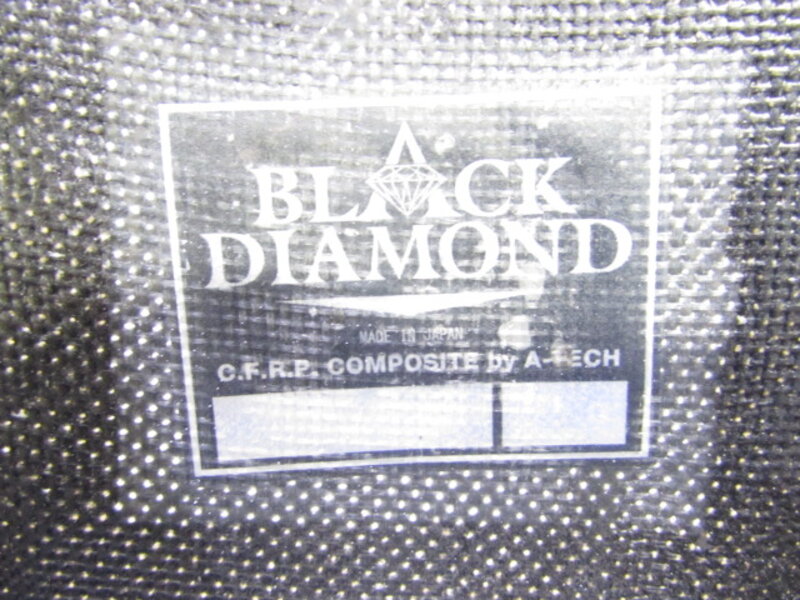 BLACK
DIAMOND
MADE IN JAPAN
C.F.R.P. COMPOSITE by A-TECH